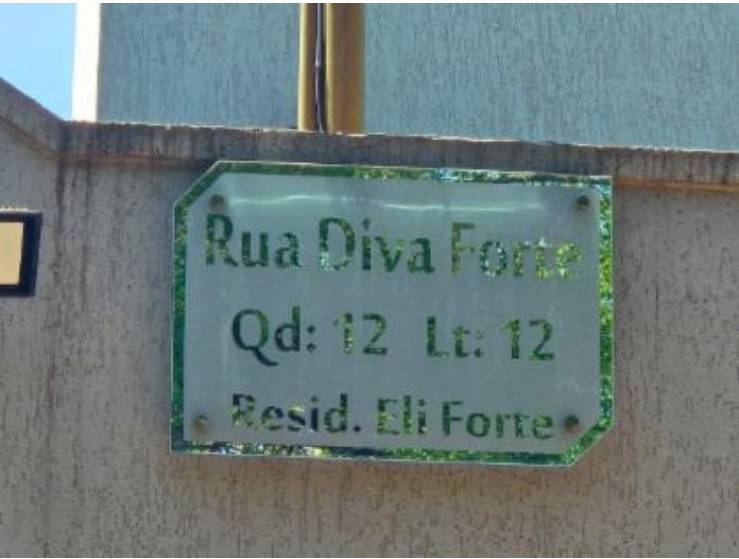 Rua Diva Forte
Qd: 12 Lt: 12
Resid. Eli Forte